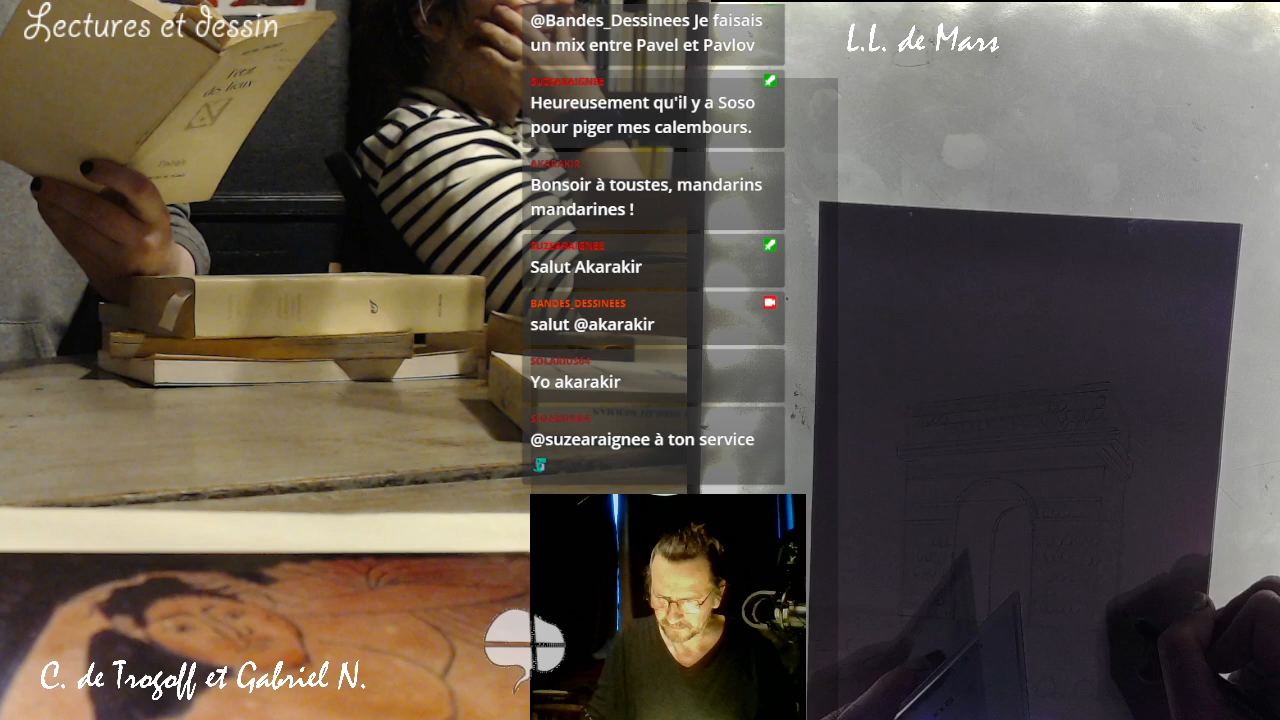 Lectures et dessin
@Bandes_Dessinees Je faisais
un mix entre Pavel et Pavlov
SUZEARAIGNEE
Heureusement qu'il y a Soso
pour piger mes calembours.
AKARAKIR
Bonsoir à toustes, mandarins
mandarines !
SUZEARAIGNEE
Salut Akarakir
BANDES_DESSINEES
salut @akarakir
Yo akarakir
@suzearaignee à ton service
L.L. de Mars
C. de Trogoff et Gabriel N.